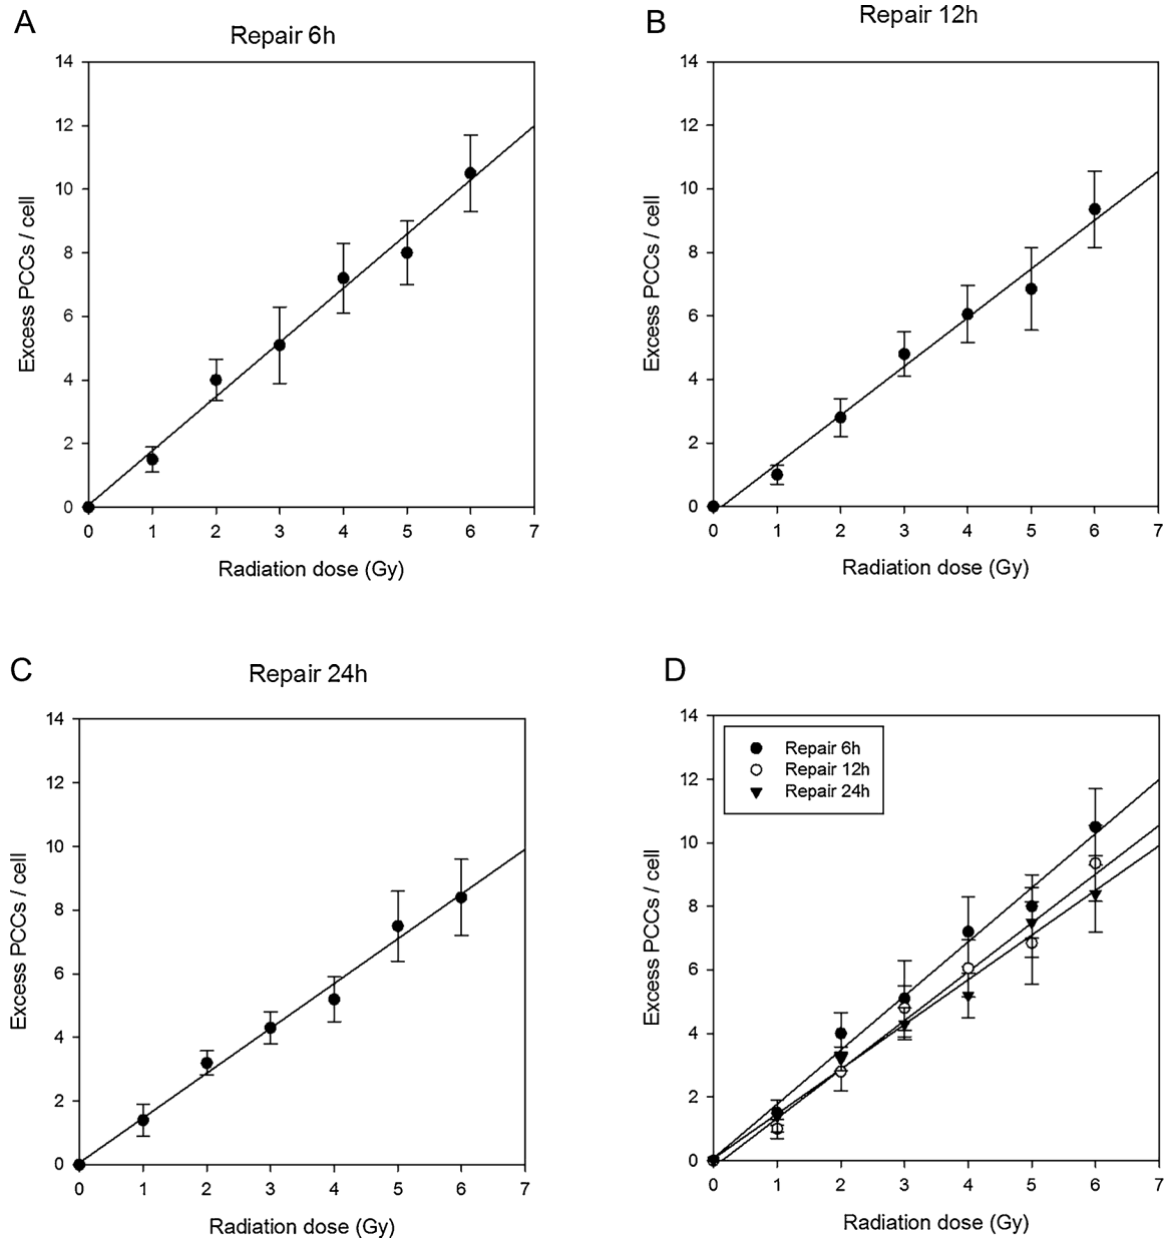 A
Repair 6h
14
12
10
8
6
4
2
0
Excess PCCs / cell
0 1 2 3 4 5 6 7
Radiation dose (Gy)
B
Repair 12h
14
12
10
8
6
4
2
0
Excess PCCs / cell
0 1 2 3 4 5 6 7
Radiation dose (Gy)
C
Repair 24h
14
12
10
8
6
4
2
0
Excess PCCs / cell
0 1 2 3 4 5 6 7
Radiation dose (Gy)
D
Repair 6h
Repair 12h
Repair 24h
14
12
10
8
6
4
2
0
Excess PCCs / cell
0 1 2 3 4 5 6 7
Radiation dose (Gy)